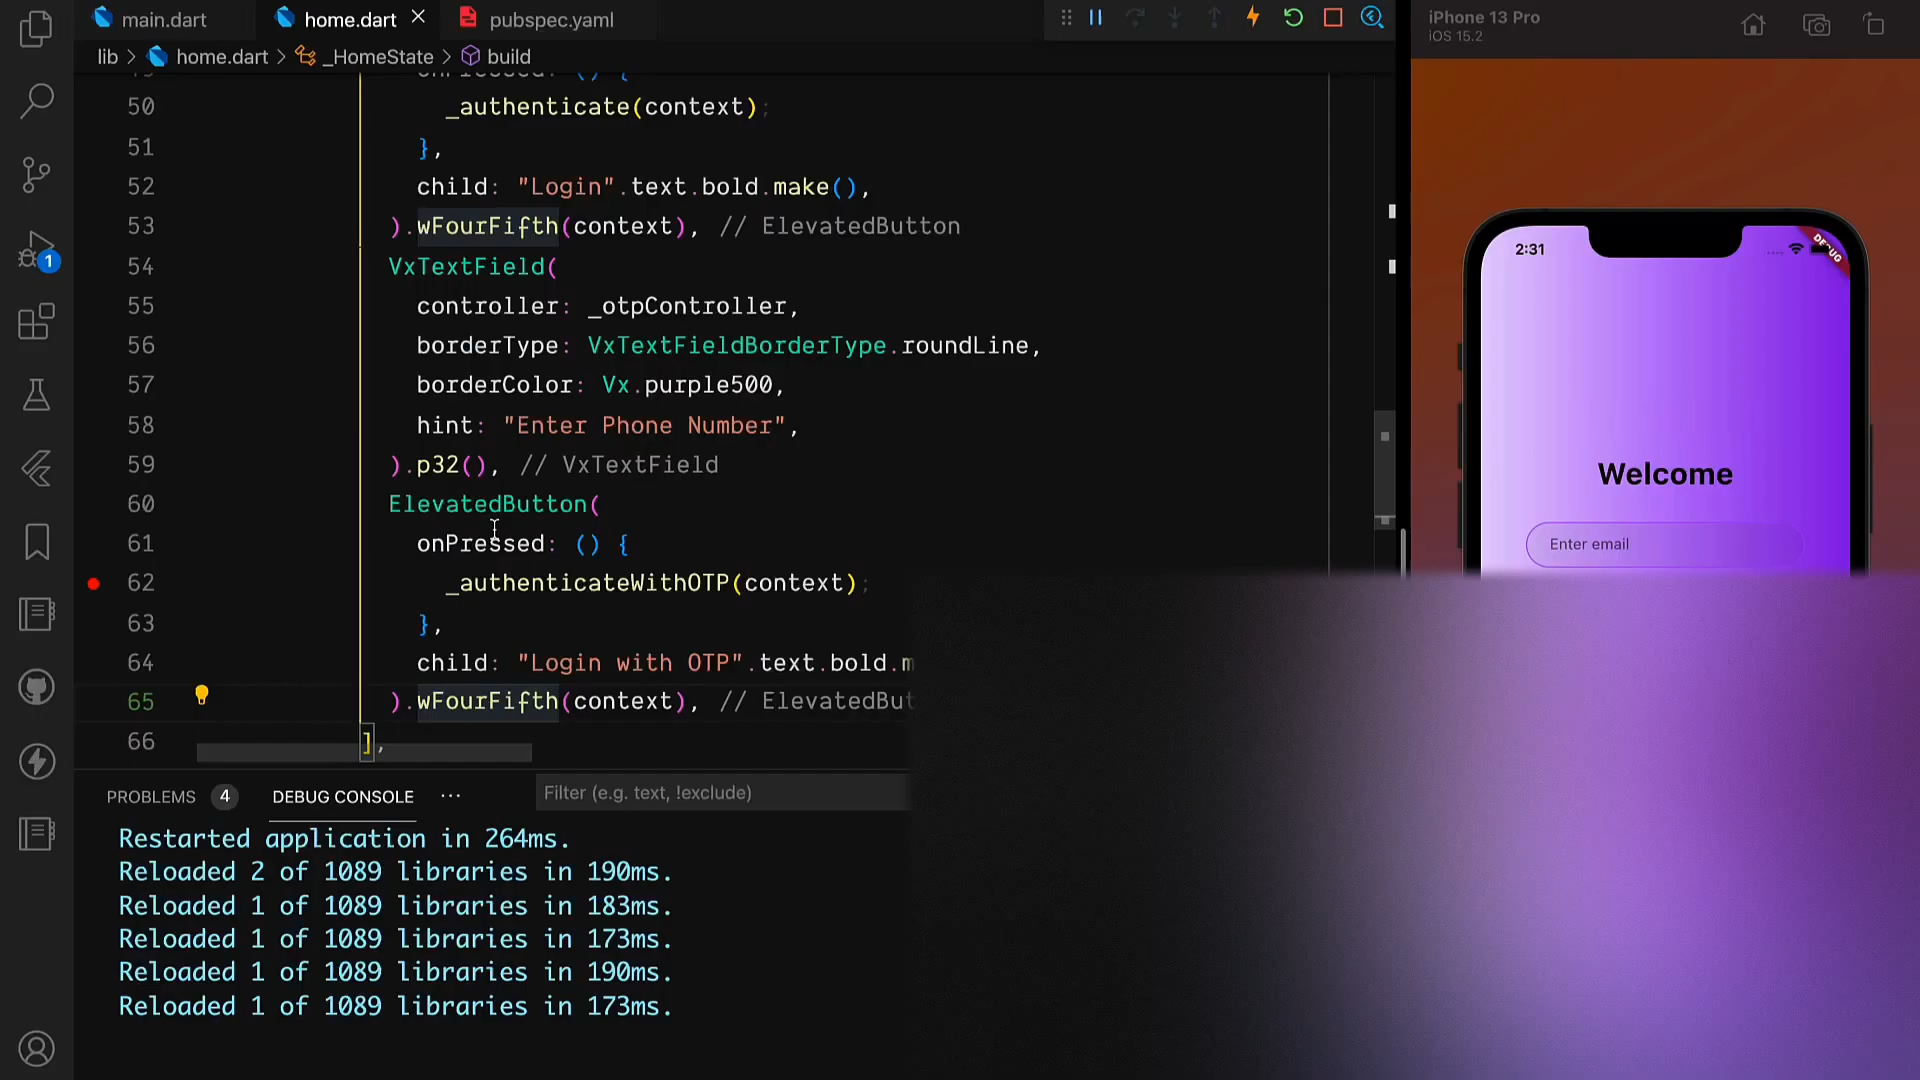 main.dart
home.dart
pubspec.yaml
lib > home.dart > _HomeState > build
onPressed: () {
50 _authenticate(context);
51 },
52 child: "Login".text.bold.make(),
53 ).wFourFifth(context), // ElevatedButton
54 VxTextField(
55 controller: _otpController,
56 borderType: VxTextFieldBorderType.roundLine,
57 borderColor: Vx.purple500,
58 hint: "Enter Phone Number",
59 ).p32(), // VxTextField
60 ElevatedButton(
61 onPressed: () {
62 _authenticateWithOTP(context);
63 },
64 child: "Login with OTP".text.bold.m
65 ).wFourFifth(context), // ElevatedBut
66 ],
1
PROBLEMS 4 DEBUG CONSOLE ··· Filter (e.g. text, !exclude)
Restarted application in 264ms.
Reloaded 2 of 1089 libraries in 190ms.
Reloaded 1 of 1089 libraries in 183ms.
Reloaded 1 of 1089 libraries in 173ms.
Reloaded 1 of 1089 libraries in 190ms.
Reloaded 1 of 1089 libraries in 173ms.
iPhone 13 Pro
iOS 15.2
2:31
DEBUG
Welcome
Enter email